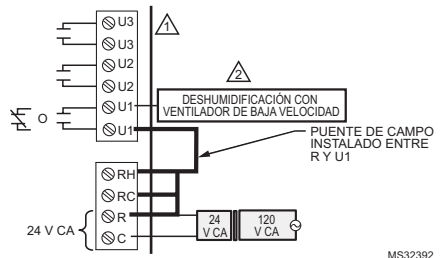 U3
1
U3
U2
2
U2
O
U1
DESHUMIDIFICACIÓN CON
VENTILADOR DE BAJA VELOCIDAD
U1
PUENTE DE CAMPO
INSTALADO ENTRE
R Y U1
RH
RC
24 V CA
R
C
24
V CA
120
V CA
MS32392